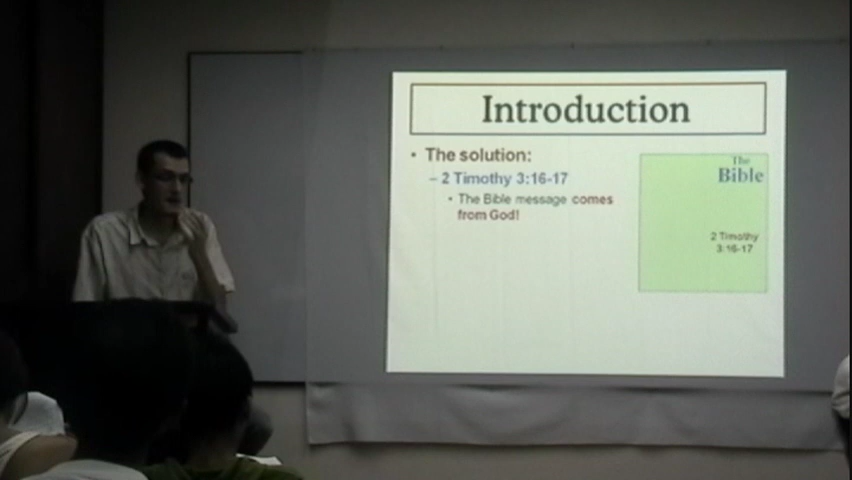 Introduction
• The solution:
– 2 Timothy 3:16-17
• The Bible message comes
from God!
The
Bible
2 Timothy
3:16-17